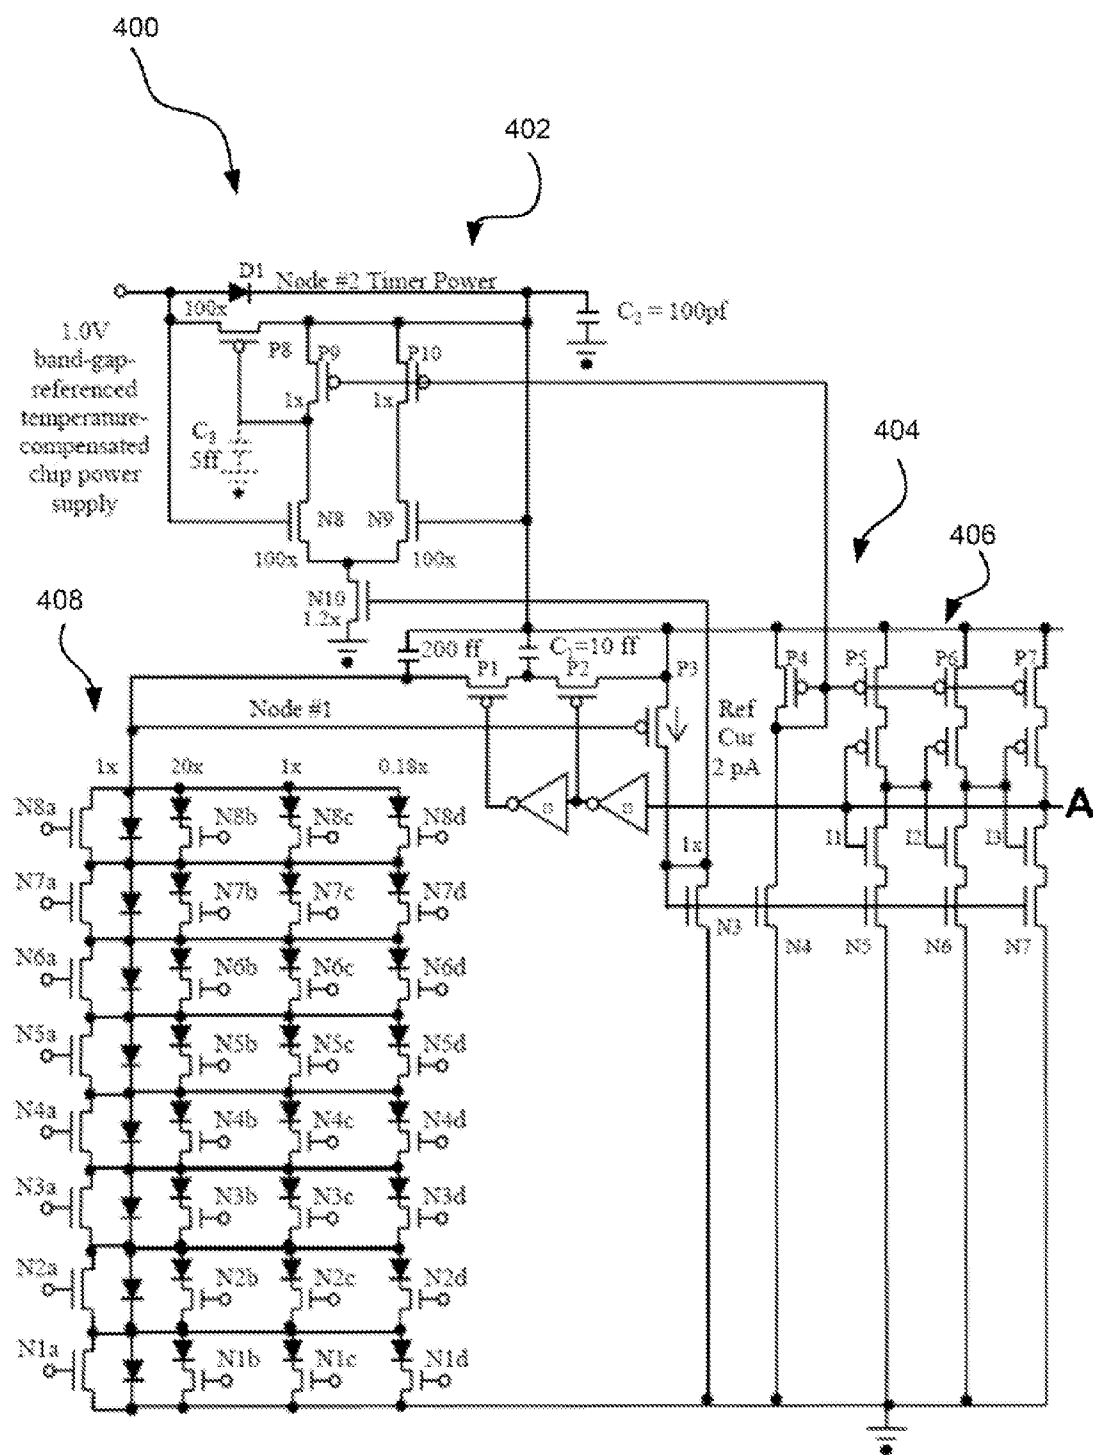 400
402
D1
Node #2 Timer Power
100x
C₂ = 100pf
1.0V
band-gap-
referenced
temperature-
compensated
chip power
supply
P8
P9
P10
1x
1x
C₃
5ff
404
406
N8
N9
100x
100x
408
N10
1.2x
200 ff
C₁=10 ff
P1
P2
P3
P4
P5
P6
P7
Node #1
Ref
Cur
2 pA
1x
20x
1x
0.18x
A
N8a
N8b
N8c
N8d
I1
I2
I3
1x
N7a
N7b
N7c
N7d
N3
N4
N5
N6
N7
N6a
N6b
N6c
N6d
N5a
N5b
N5c
N5d
N4a
N4b
N4c
N4d
N3a
N3b
N3c
N3d
N2a
N2b
N2c
N2d
N1a
N1b
N1c
N1d